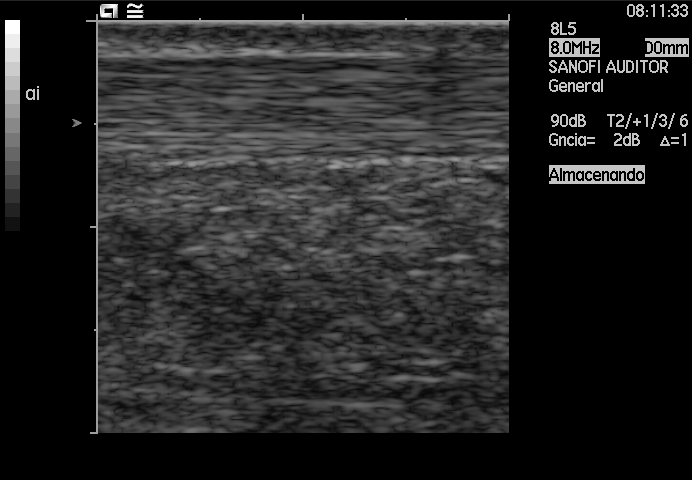 08:11:33
8L5
8.0MHz D0mm
SANOFI AUDITOR
General
ai
90dB T2/+1/3/ 6
Gncia= 2dB Δ=1
Almacenando